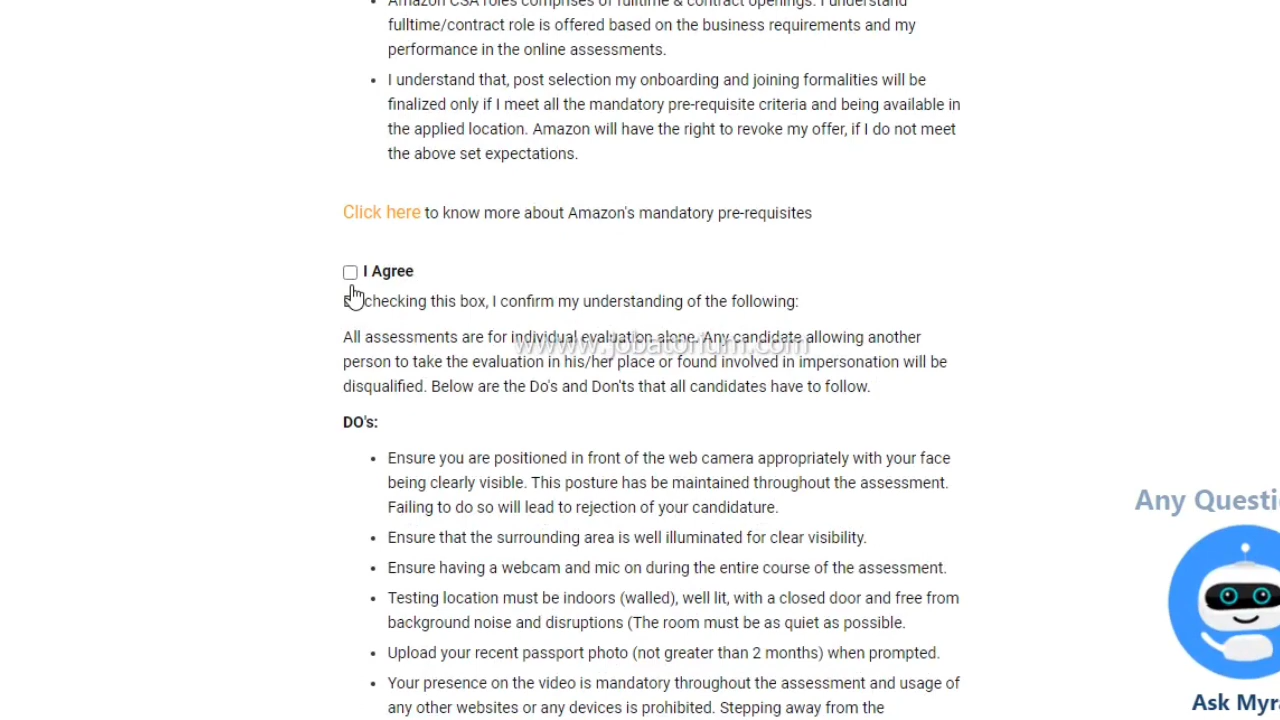 Amazon CSA roles comprises of fulltime & contract openings. I understand
fulltime/contract role is offered based on the business requirements and my
performance in the online assessments.
I understand that, post selection my onboarding and joining formalities will be
finalized only if I meet all the mandatory pre-requisite criteria and being available in
the applied location. Amazon will have the right to revoke my offer, if I do not meet
the above set expectations.
Click here to know more about Amazon's mandatory pre-requisites
I Agree
checking this box, I confirm my understanding of the following:
All assessments are for individual evaluation alone. Any candidate allowing another
www.jobatorium.com
person to take the evaluation in his/her place or found involved in impersonation will be
disqualified. Below are the Do's and Don'ts that all candidates have to follow.
DO's:
Ensure you are positioned in front of the web camera appropriately with your face
being clearly visible. This posture has be maintained throughout the assessment.
Failing to do so will lead to rejection of your candidature.
Ensure that the surrounding area is well illuminated for clear visibility.
Ensure having a webcam and mic on during the entire course of the assessment.
Testing location must be indoors (walled), well lit, with a closed door and free from
background noise and disruptions (The room must be as quiet as possible.
Upload your recent passport photo (not greater than 2 months) when prompted.
Your presence on the video is mandatory throughout the assessment and usage of
any other websites or any devices is prohibited. Stepping away from the
Any Questi
Ask Myra